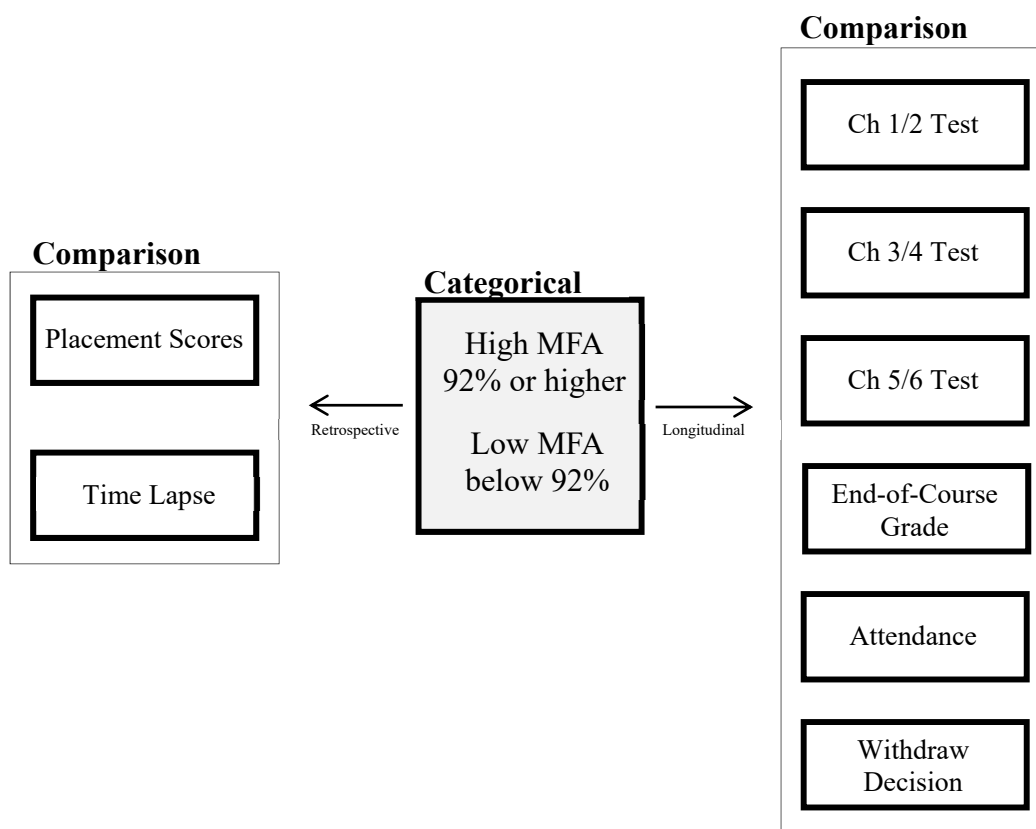 Comparison
Placement Scores
Time Lapse
Retrospective
Categorical
High MFA
92% or higher
Low MFA
below 92%
Longitudinal
Comparison
Ch 1/2 Test
Ch 3/4 Test
Ch 5/6 Test
End-of-Course
Grade
Attendance
Withdraw
Decision